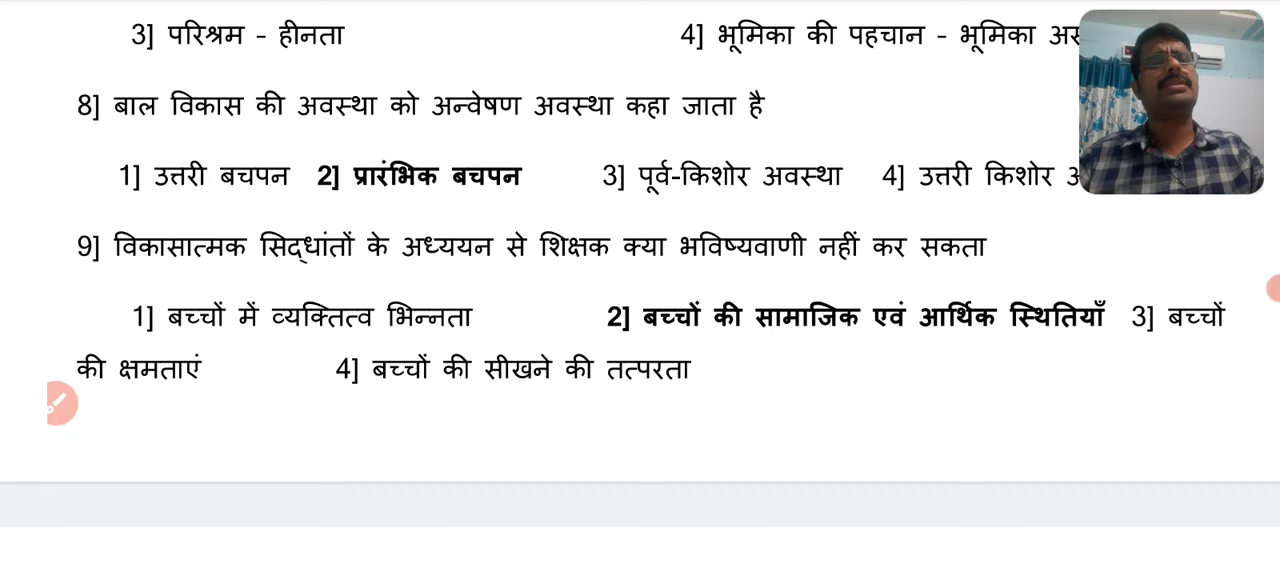 3] परिश्रम - हीनता 4] भूमिका की पहचान - भूमिका
8] बाल विकास की अवस्था को अन्वेषण अवस्था कहा जाता है
1] उत्तरी बचपन 2] प्रारंभिक बचपन 3] पूर्व-किशोर अवस्था 4] उत्तरी किशोर
9] विकासात्मक सिद्धांतों के अध्ययन से शिक्षक क्या भविष्यवाणी नहीं कर सकता
1] बच्चों में व्यक्तित्व भिन्नता 2] बच्चों की सामाजिक एवं आर्थिक स्थितियाँ 3] बच्चों
की क्षमताएं 4] बच्चों की सीखने की तत्परता